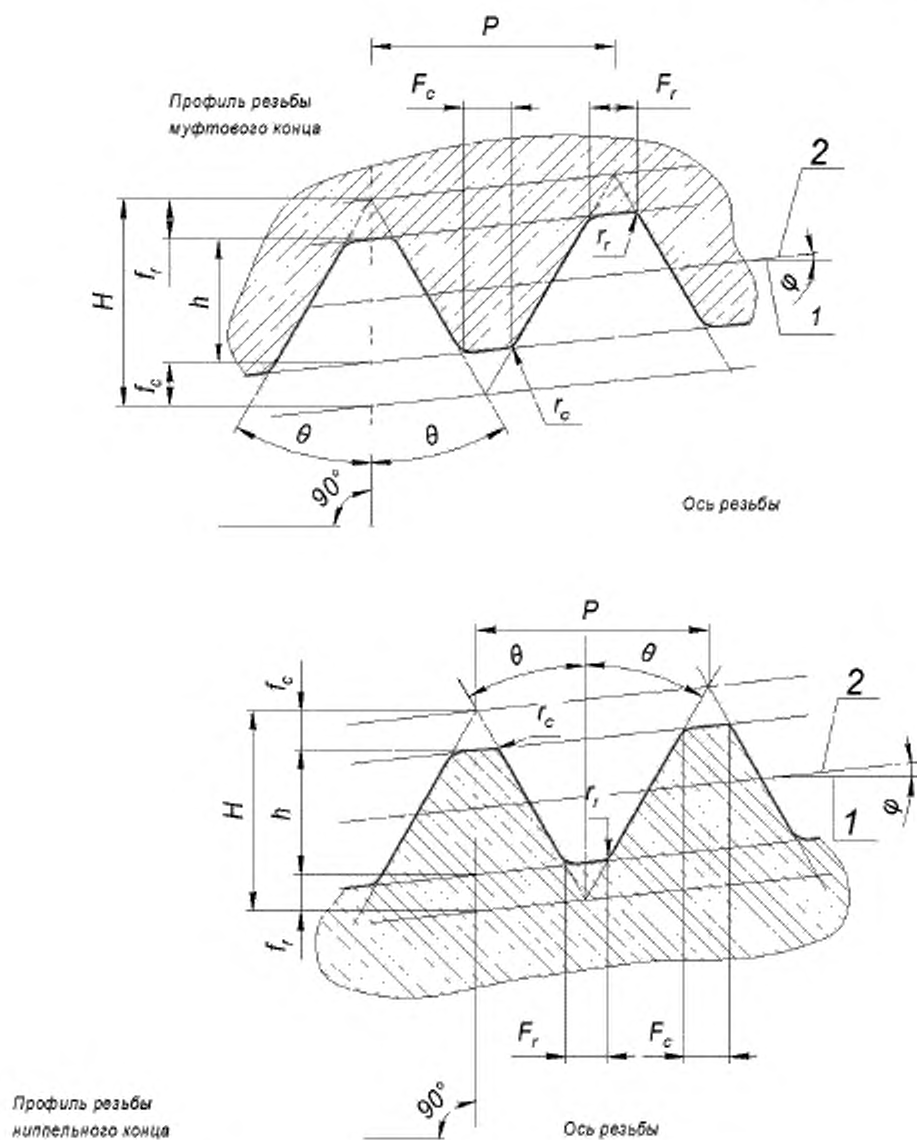 P
F_c
F_r
Профиль резьбы
муфтового конца
2
f_r
r_r
H
h
φ
1
f_c
r_c
θ
θ
90°
Ось резьбы
P
θ
θ
f_c
2
r_c
H
h
r_r
φ
1
f_r
F_r
F_c
Профиль резьбы
ниппельного конца
90°
Ось резьбы